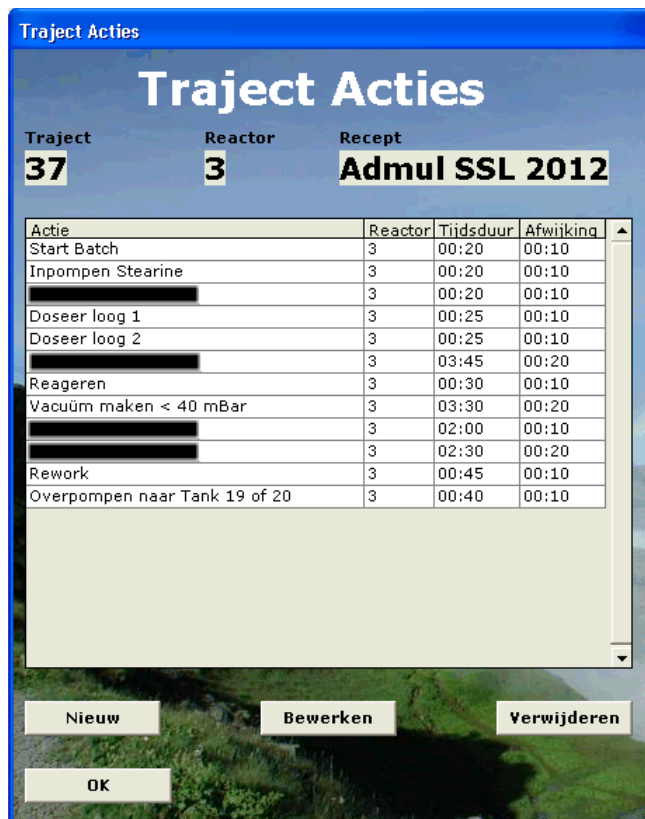 Traject Acties
Traject Acties
Traject Reactor Recept
37 3 Admul SSL 2012
Actie Reactor Tijdsduur Afwijking
Start Batch 3 00:20 00:10
Inpompen Stearine 3 00:20 00:10
3 00:20 00:10
Doseer loog 1 3 00:25 00:10
Doseer loog 2 3 00:25 00:10
3 03:45 00:20
Reageren 3 00:30 00:10
Vacuüm maken < 40 mBar 3 03:30 00:20
3 02:00 00:10
3 02:30 00:20
Rework 3 00:45 00:10
Overpompen naar Tank 19 of 20 3 00:40 00:10
Nieuw Bewerken Verwijderen
OK